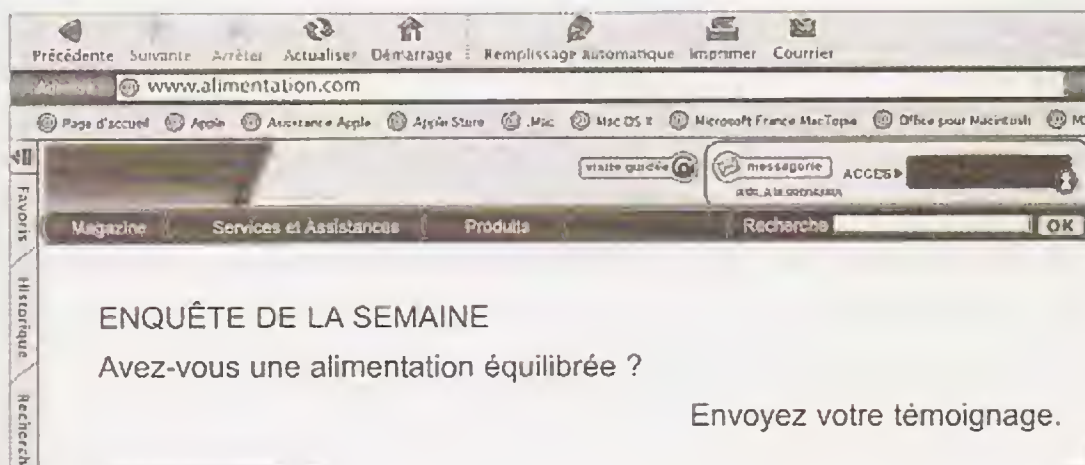 Précédente Suivante Arrêter Actualiser Démarrage Remplissage automatique Imprimer Courrier
www.alimentation.com
Page d'accueil Apple Assistance Apple Apple Store .Mac Mac OS X Microsoft France MacTopia Office pour Macintosh
visite guidée messagerie ACCES
Magazine Services et Assistances Produits Recherche OK
Favoris
Historique
Recherch
ENQUÊTE DE LA SEMAINE
Avez-vous une alimentation équilibrée ?
Envoyez votre témoignage.